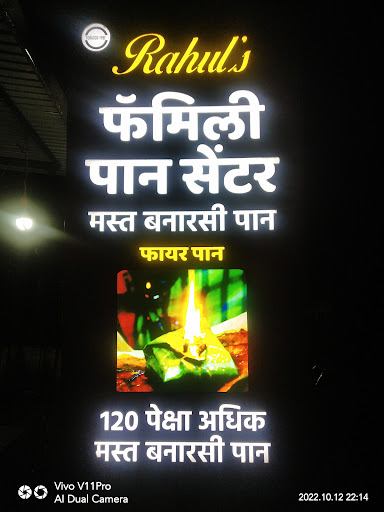 Rahul's
फॅमिली
पान सेंटर
मस्त बनारसी पान
फायर पान
120 पेक्षा अधिक
मस्त बनारसी पान
Vivo V11Pro
AI Dual Camera
2022.10.12 22:14